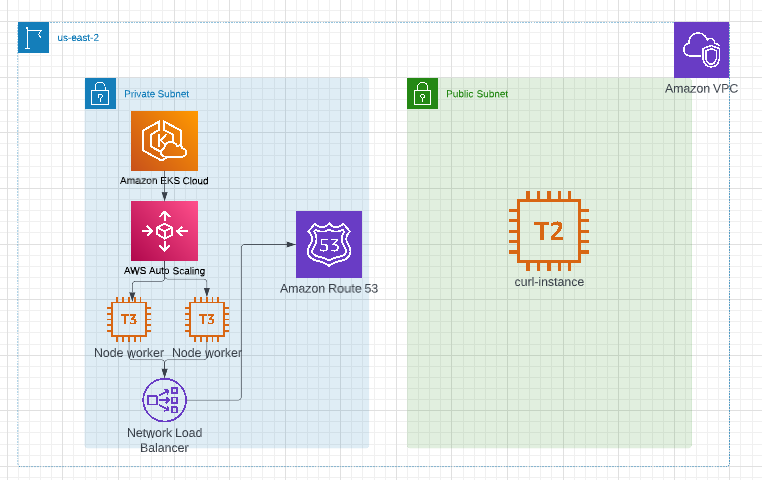 us-east-2
Amazon VPC
Private Subnet
Public Subnet
Amazon EKS Cloud
AWS Auto Scaling
53
Amazon Route 53
T2
curl-instance
T3
T3
Node worker
Node worker
Network Load
Balancer